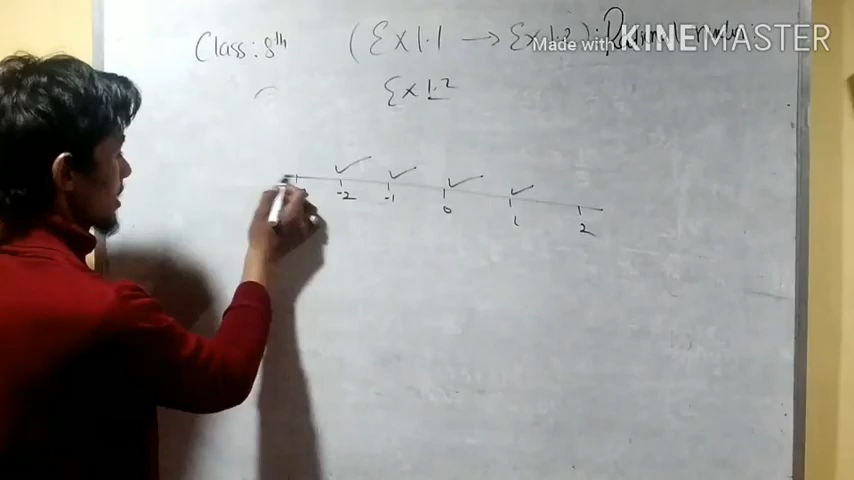 Class: 8th (Ex 1.1 → Ex 1.2): Rational
Made with KINEMASTER
Ex 1.2
-2 -1 0 1 2